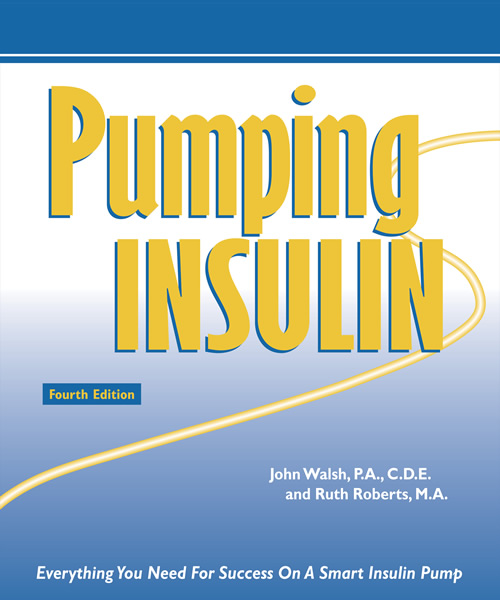 Pumping
INSULIN
Fourth Edition
John Walsh, P.A., C.D.E.
and Ruth Roberts, M.A.
Everything You Need For Success On A Smart Insulin Pump